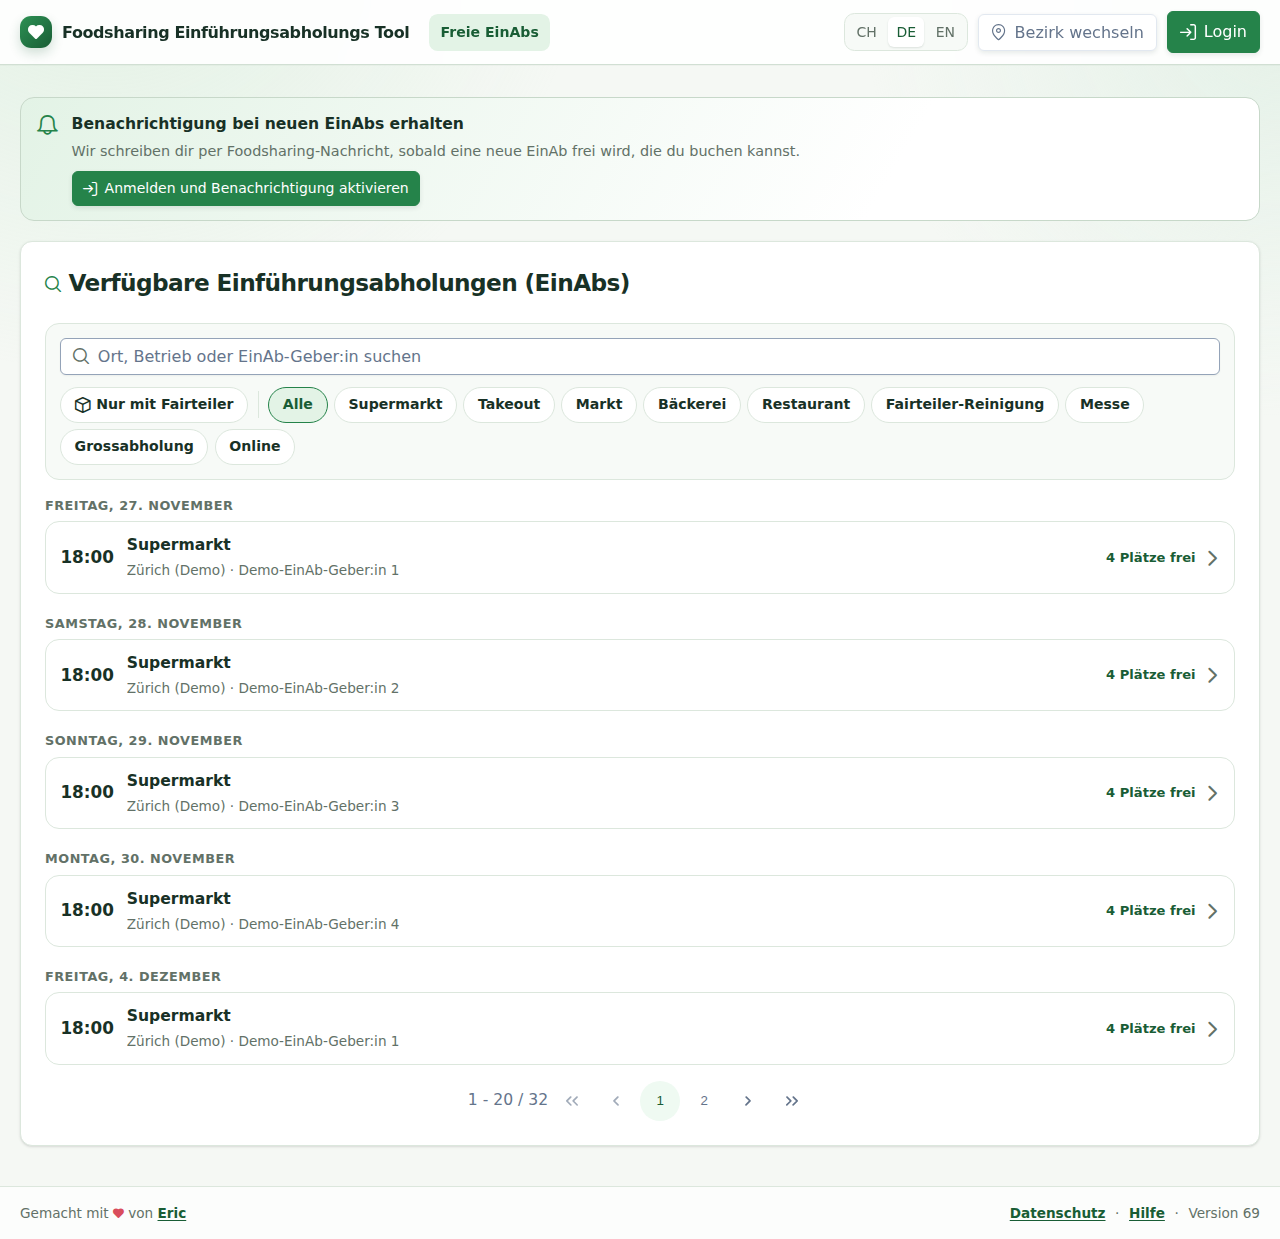 Foodsharing Einführungsabholungs Tool
Freie EinAbs
CH DE EN
Bezirk wechseln
Login
Benachrichtigung bei neuen EinAbs erhalten
Wir schreiben dir per Foodsharing-Nachricht, sobald eine neue EinAb frei wird, die du buchen kannst.
Anmelden und Benachrichtigung aktivieren
Verfügbare Einführungsabholungen (EinAbs)
Ort, Betrieb oder EinAb-Geber:in suchen
Nur mit Fairteiler Alle Supermarkt Takeout Markt Bäckerei Restaurant Fairteiler-Reinigung Messe
Grossabholung Online
FREITAG, 27. NOVEMBER
18:00 Supermarkt
Zürich (Demo) · Demo-EinAb-Geber:in 1
4 Plätze frei
SAMSTAG, 28. NOVEMBER
18:00 Supermarkt
Zürich (Demo) · Demo-EinAb-Geber:in 2
4 Plätze frei
SONNTAG, 29. NOVEMBER
18:00 Supermarkt
Zürich (Demo) · Demo-EinAb-Geber:in 3
4 Plätze frei
MONTAG, 30. NOVEMBER
18:00 Supermarkt
Zürich (Demo) · Demo-EinAb-Geber:in 4
4 Plätze frei
FREITAG, 4. DEZEMBER
18:00 Supermarkt
Zürich (Demo) · Demo-EinAb-Geber:in 1
4 Plätze frei
1 - 20 / 32 « ‹ 1 2 › »
Gemacht mit ♥ von Eric
Datenschutz · Hilfe · Version 69